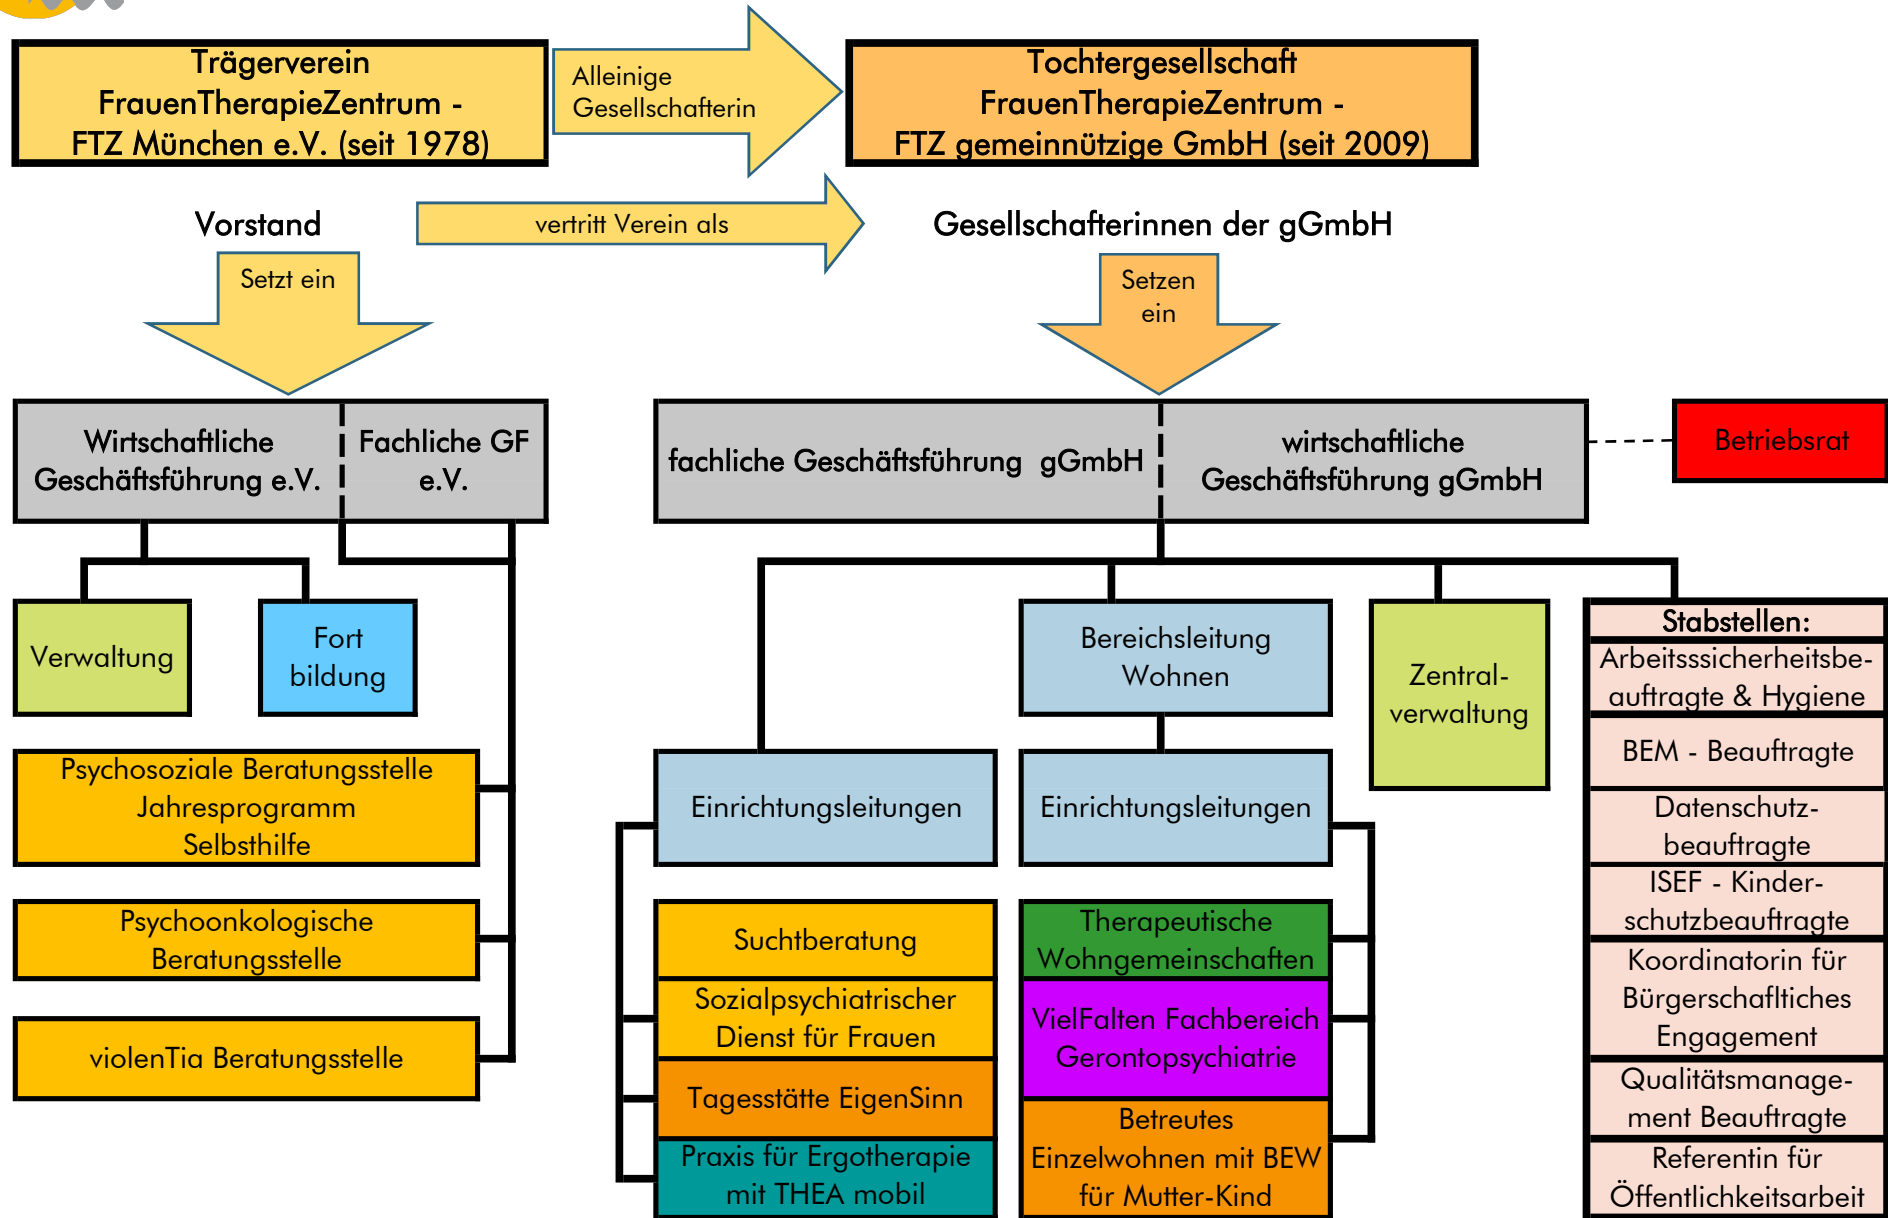 Trägerverein
FrauenTherapieZentrum -
FTZ München e.V. (seit 1978)
Alleinige
Gesellschafterin
Tochtergesellschaft
FrauenTherapieZentrum -
FTZ gemeinnützige GmbH (seit 2009)
Vorstand
vertritt Verein als
Gesellschafterinnen der gGmbH
Setzt ein
Setzen
ein
Wirtschaftliche
Geschäftsführung e.V.
Fachliche GF
e.V.
fachliche Geschäftsführung gGmbH
wirtschaftliche
Geschäftsführung gGmbH
Betriebsrat
Verwaltung
Fort
bildung
Psychosoziale Beratungsstelle
Jahresprogramm
Selbsthilfe
Psychoonkologische
Beratungsstelle
violenTia Beratungsstelle
Einrichtungsleitungen
Suchtberatung
Sozialpsychiatrischer
Dienst für Frauen
Tagesstätte EigenSinn
Praxis für Ergotherapie
mit THEA mobil
Bereichsleitung
Wohnen
Einrichtungsleitungen
Therapeutische
Wohngemeinschaften
VielFalten Fachbereich
Gerontopsychiatrie
Betreutes
Einzelwohnen mit BEW
für Mutter-Kind
Zentral-
verwaltung
Stabstellen:
Arbeitsssicherheitsbe-
auftragte & Hygiene
BEM - Beauftragte
Datenschutz-
beauftragte
ISEF - Kinder-
schutzbeauftragte
Koordinatorin für
Bürgerschafltiches
Engagement
Qualitätsmanage-
ment Beauftragte
Referentin für
Öffentlichkeitsarbeit